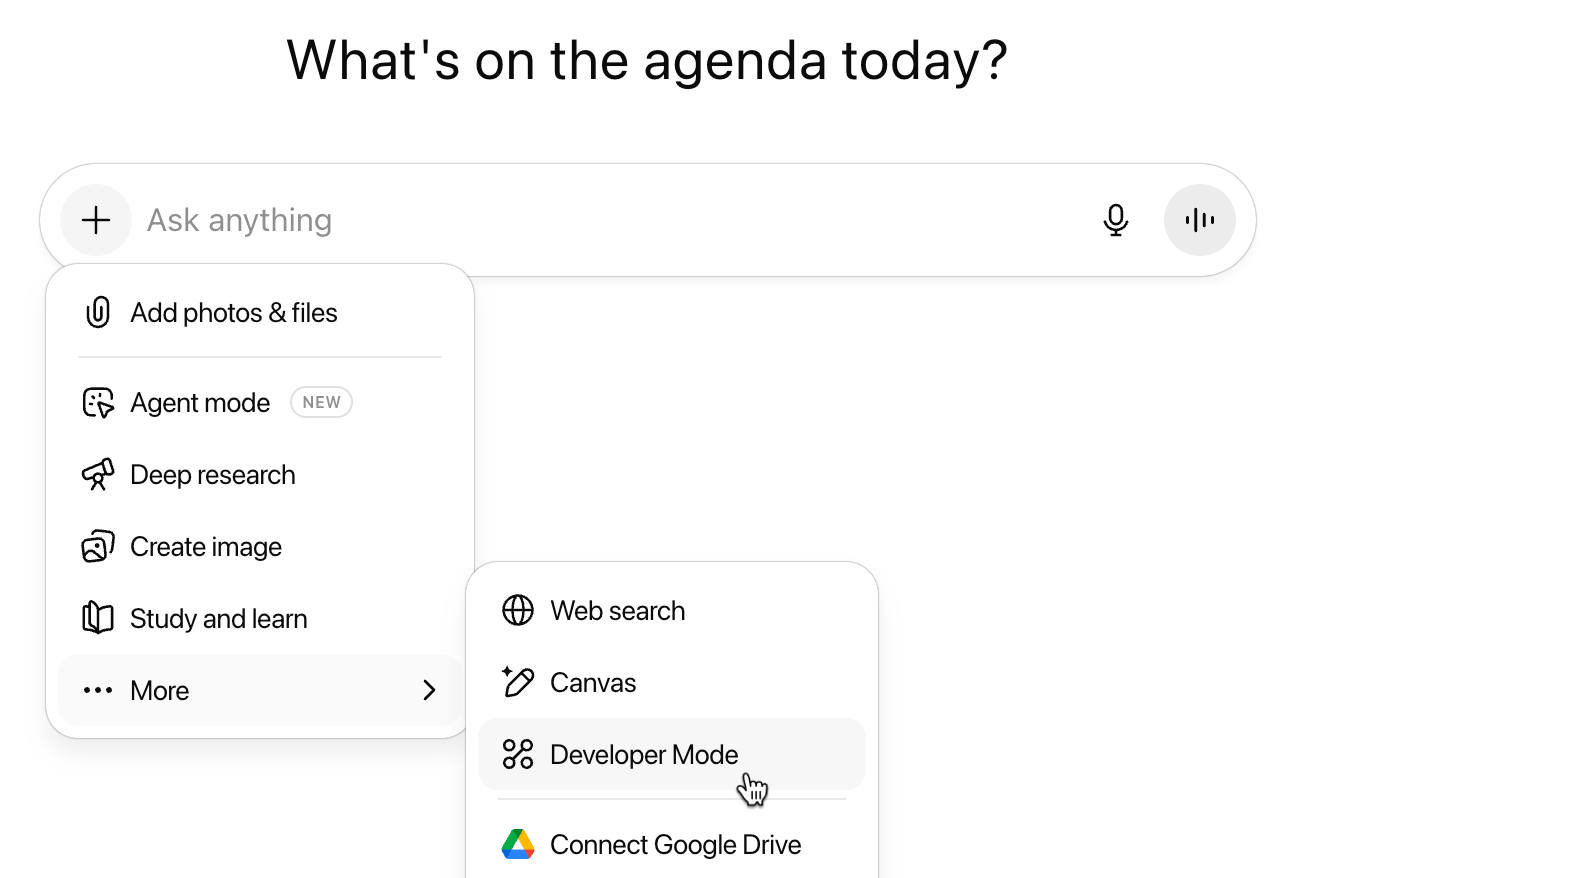 What's on the agenda today?
Ask anything
Add photos & files
Agent mode NEW
Deep research
Create image
Study and learn
More
Web search
Canvas
Developer Mode
Connect Google Drive